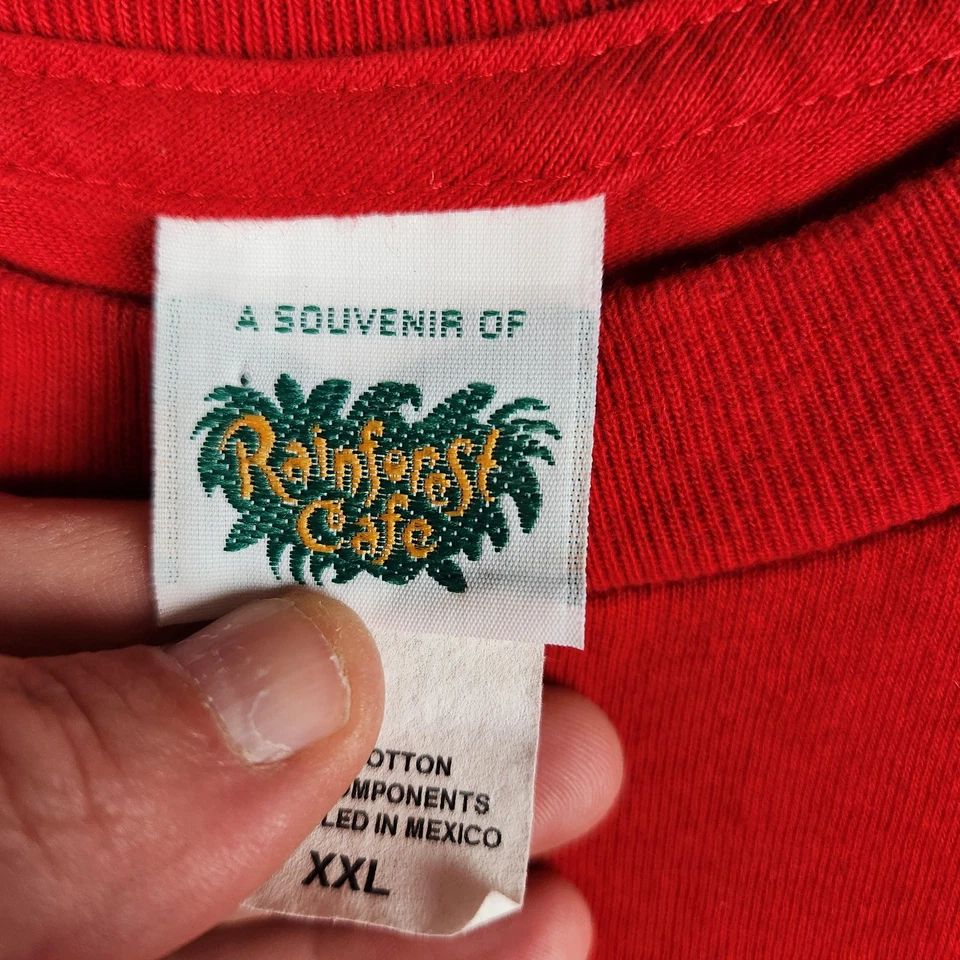 A SOUVENIR OF
Rainforest
Cafe
OTTON
OMPONENTS
LED IN MEXICO
XXL